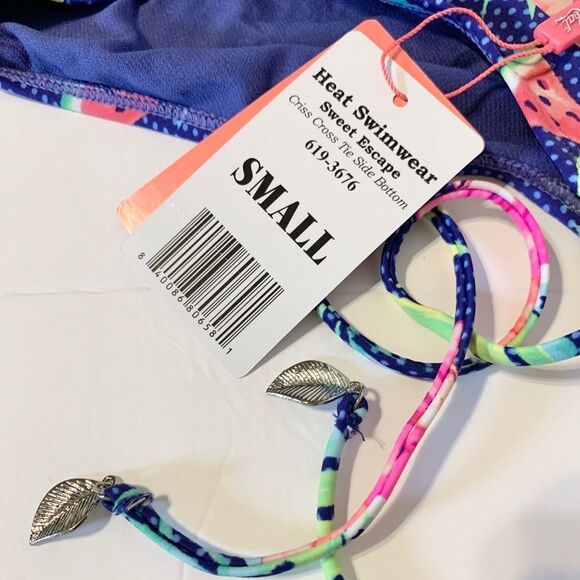 Heat Swimwear
Sweet Escape
Criss Cross Tie Side Bottom
619-3676
SMALL
8 40086 80658 1